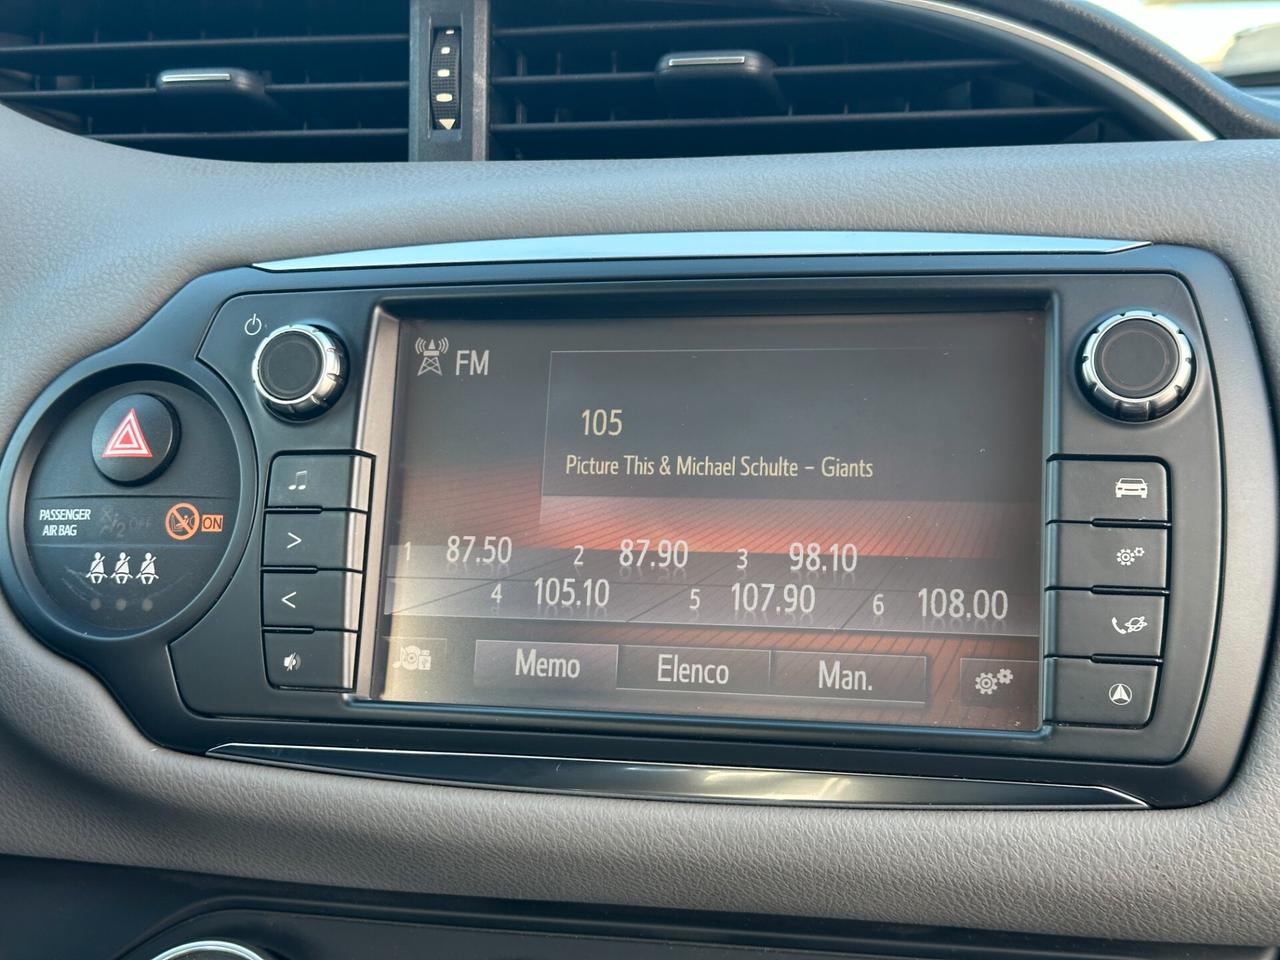 FM
105
Picture This & Michael Schulte – Giants
1 87.50 2 87.90 3 98.10
4 105.10 5 107.90 6 108.00
Memo Elenco Man.
PASSENGER
AIR BAG
OFF
ON